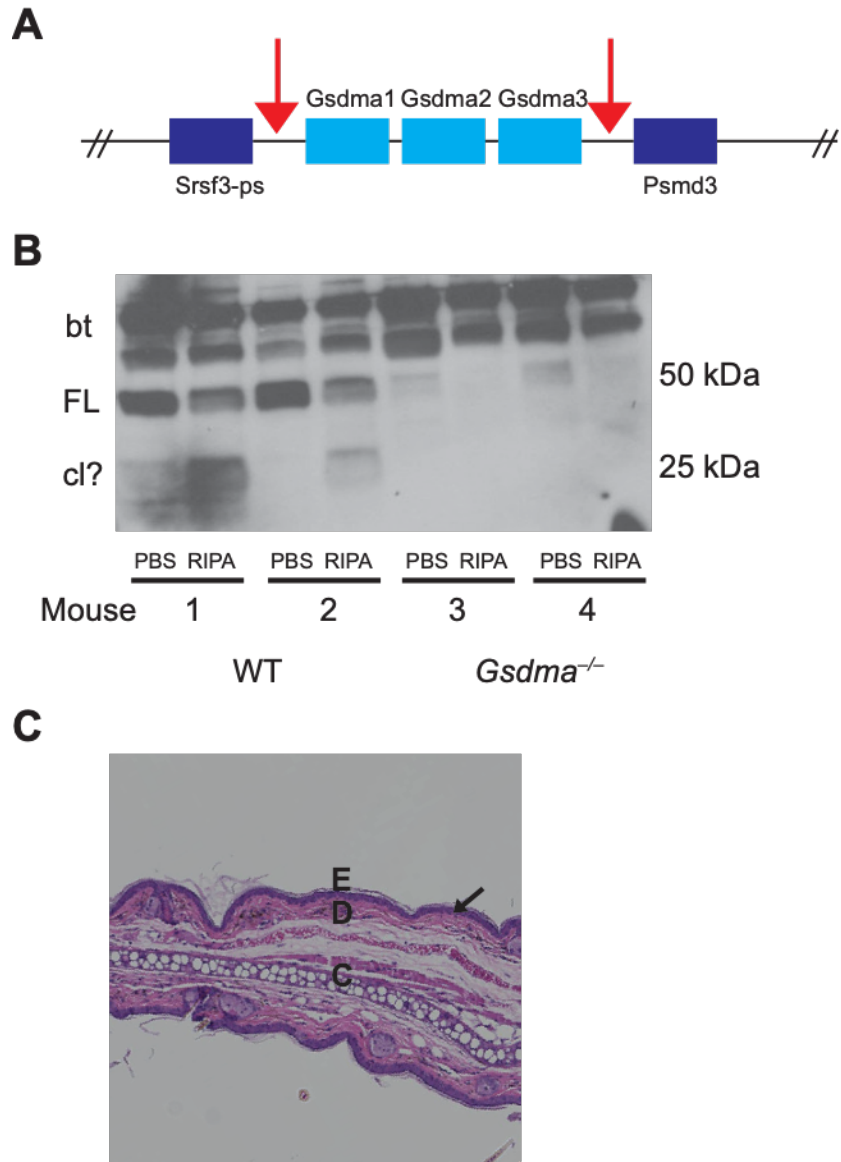 A
Gsdma1 Gsdma2 Gsdma3
Srsf3-ps
Psmd3
B
bt
FL
cl?
50 kDa
25 kDa
PBS RIPA PBS RIPA PBS RIPA PBS RIPA
Mouse 1 2 3 4
WT Gsdma–/–
C
E
D
C